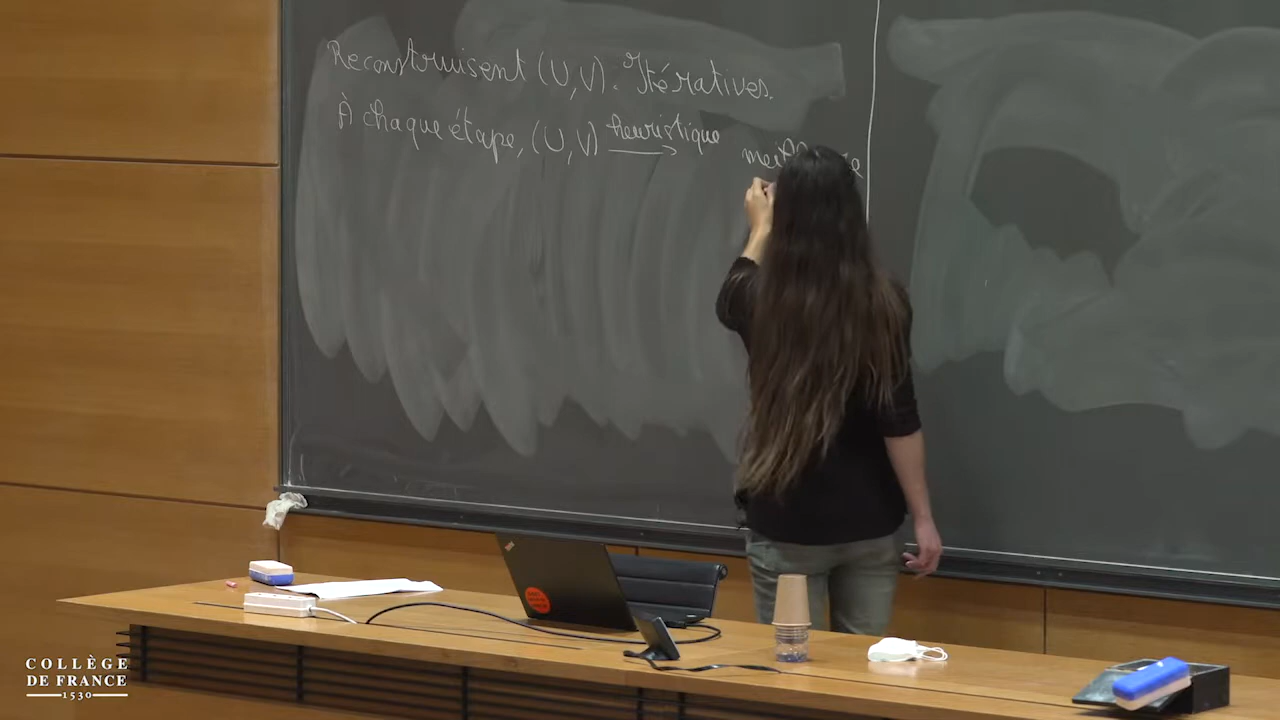 Reconstruisent (U,V). Itératives.
À chaque étape, (U,V) heuristique
COLLÈGE
DE FRANCE
1530